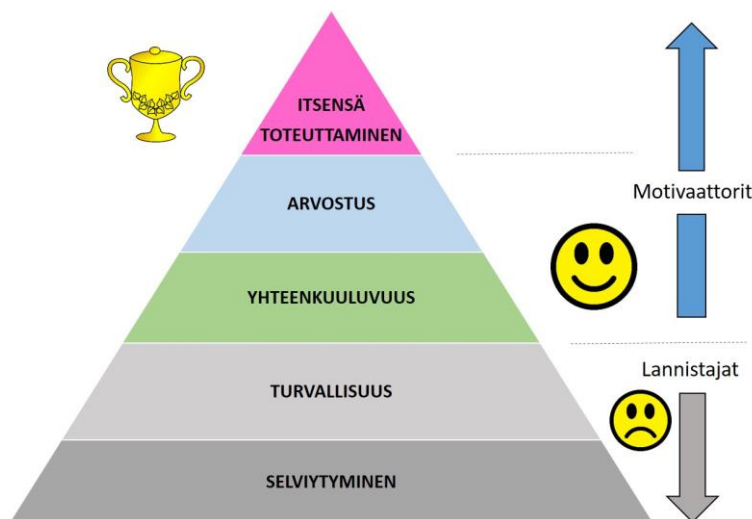 ITSENSÄ
TOTEUTTAMINEN
ARVOSTUS
Motivaattorit
YHTEENKUULUVUUS
Lannistajat
TURVALLISUUS
SELVIYTYMINEN